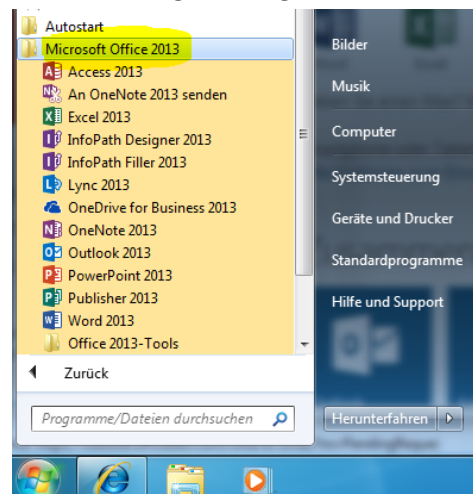 Autostart
Microsoft Office 2013
Access 2013
An OneNote 2013 senden
Excel 2013
InfoPath Designer 2013
InfoPath Filler 2013
Lync 2013
OneDrive for Business 2013
OneNote 2013
Outlook 2013
PowerPoint 2013
Publisher 2013
Word 2013
Office 2013-Tools
Zurück
Programme/Dateien durchsuchen
Bilder
Musik
Computer
Systemsteuerung
Geräte und Drucker
Standardprogramme
Hilfe und Support
Herunterfahren